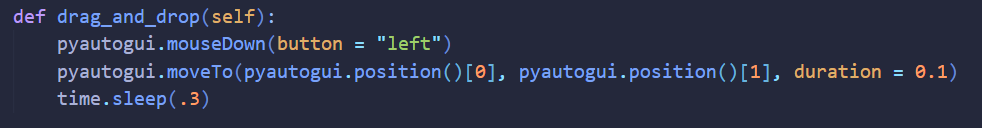 def drag_and_drop(self):
    pyautogui.mouseDown(button = "left")
    pyautogui.moveTo(pyautogui.position()[0], pyautogui.position()[1], duration = 0.1)
    time.sleep(.3)